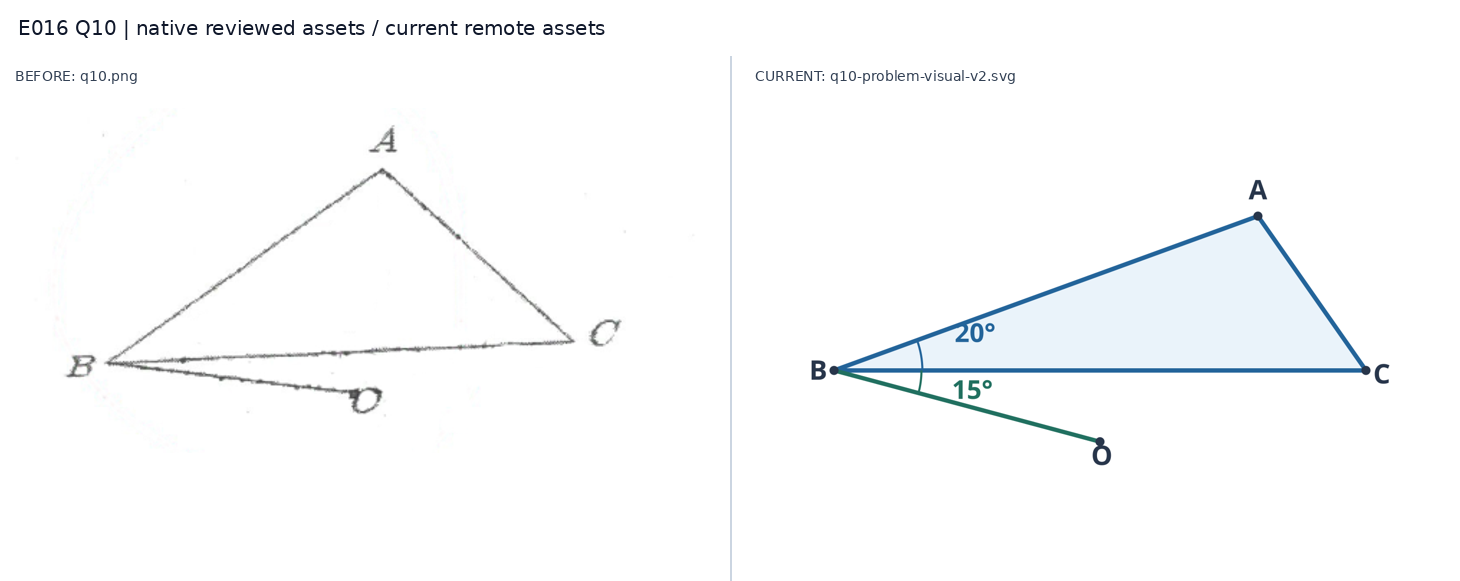 E016 Q10 | native reviewed assets / current remote assets
BEFORE: q10.png
CURRENT: q10-problem-visual-v2.svg
A
B
C
O
A
20°
B
C
15°
O